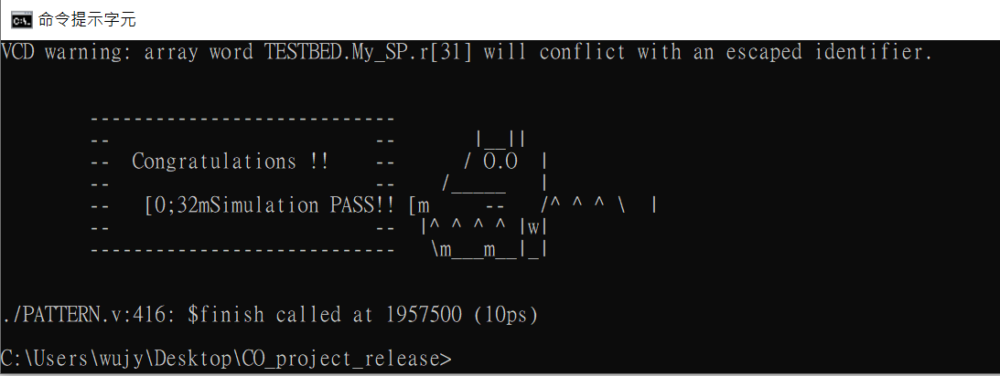 命令提示字元
VCD warning: array word TESTBED.My_SP.r[31] will conflict with an escaped identifier.
----------------------------
--                        --       |__||
--  Congratulations !!    --      / O.O  |
--                        --    /_____   |
--   [0;32mSimulation PASS!! [m     --   /^ ^ ^ \  |
--                        --  |^ ^ ^ ^ |w|
----------------------------   \m___m__|_|
./PATTERN.v:416: $finish called at 1957500 (10ps)
C:\Users\wujy\Desktop\CO_project_release>